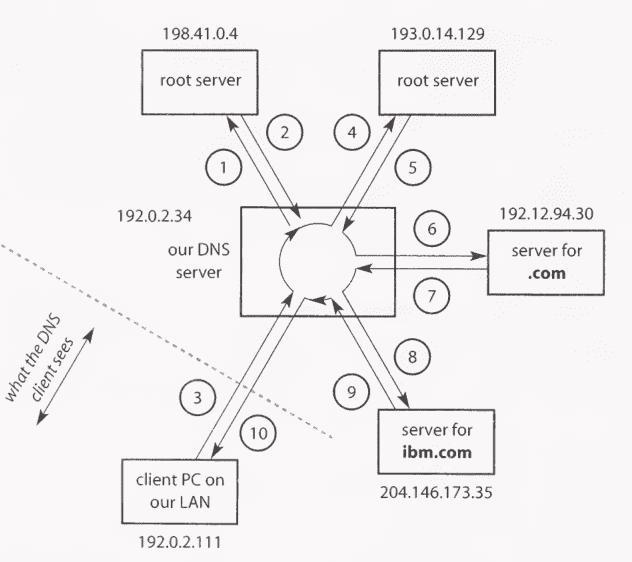 198.41.0.4
root server
193.0.14.129
root server
1
2
4
5
192.0.2.34
our DNS
server
6
7
192.12.94.30
server for
.com
what the DNS
client sees
3
10
8
9
server for
ibm.com
204.146.173.35
client PC on
our LAN
192.0.2.111